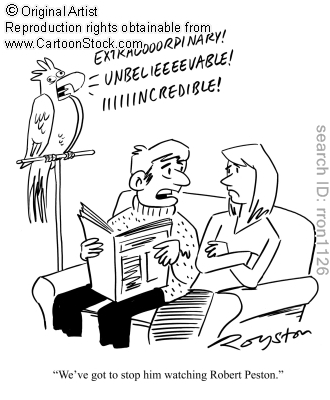 © Original Artist
Reproduction rights obtainable from
www.CartoonStock.com
EXTRAOOOORDINARY!
UNBELIEEEEVABLE!
IIIIIINCREDIBLE!
search ID: rron1126
Royston
“We’ve got to stop him watching Robert Peston.”